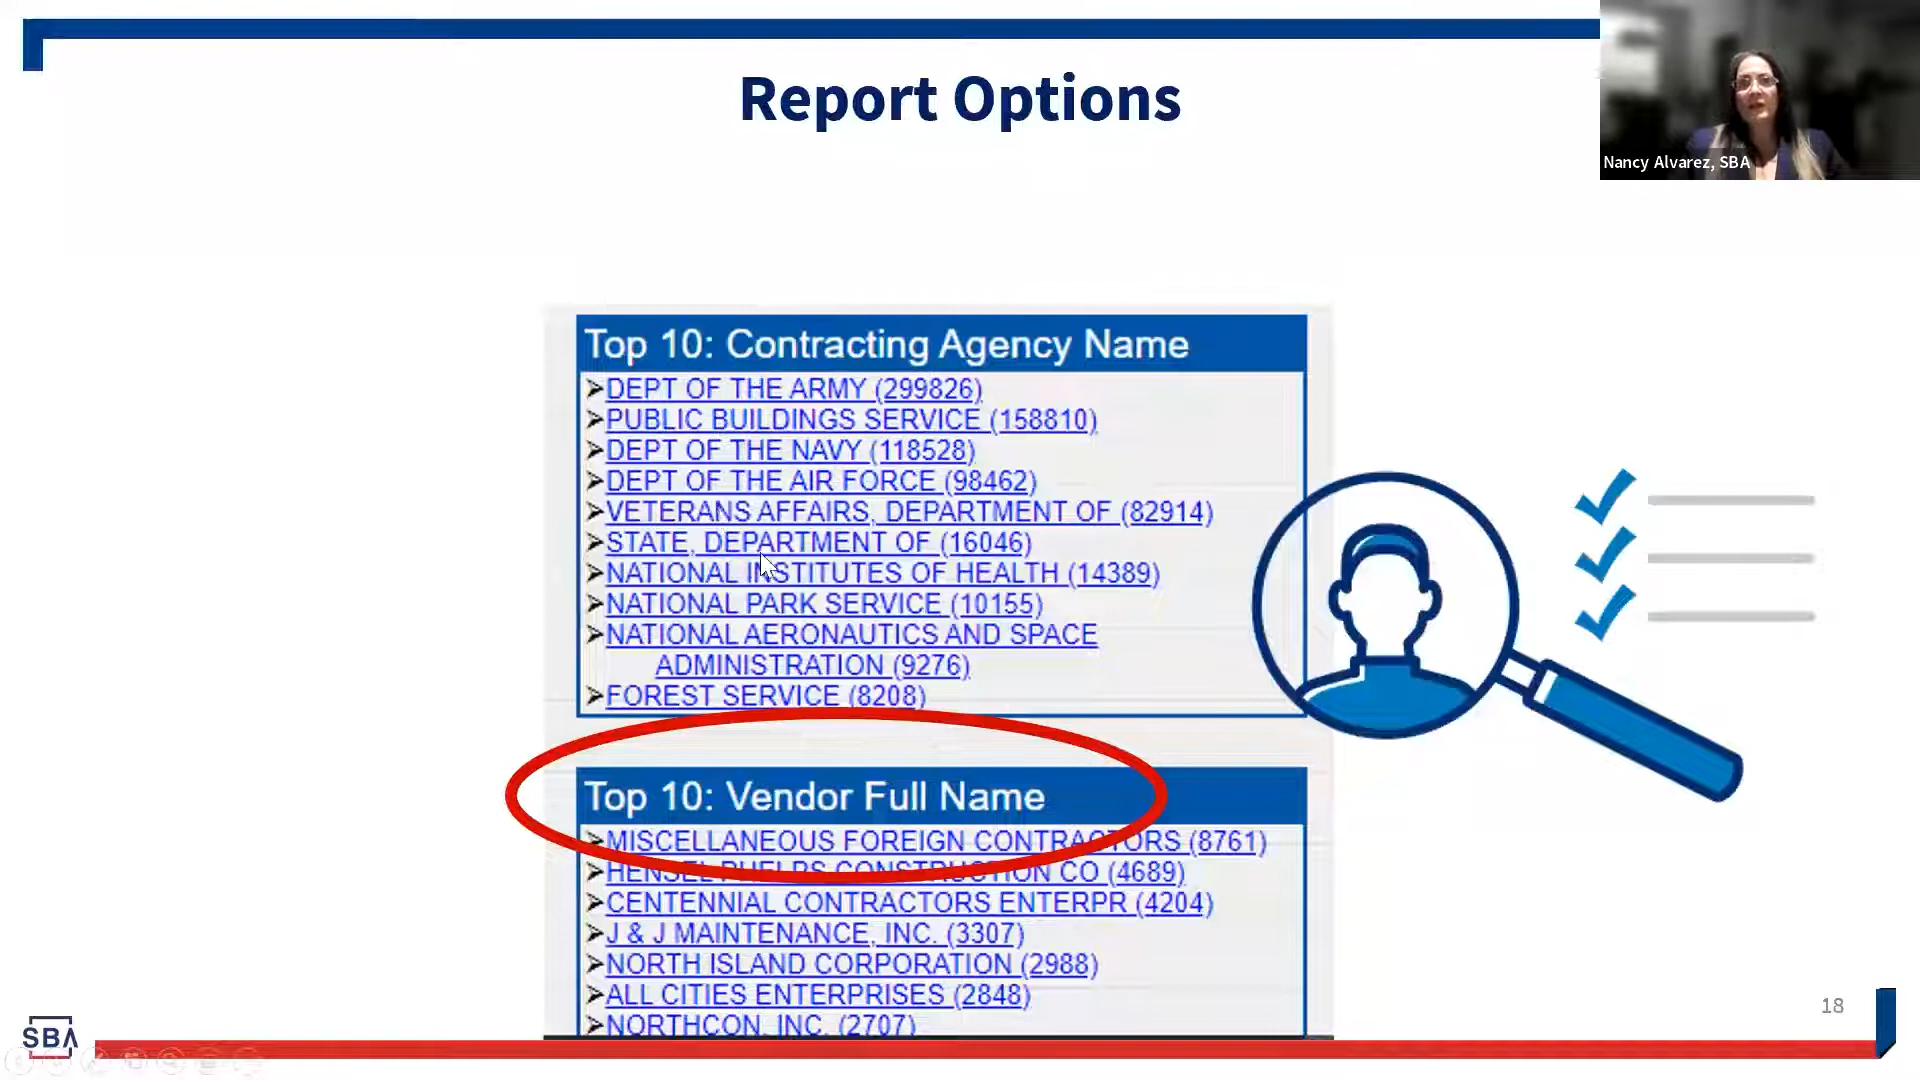 Report Options
Nancy Alvarez, SBA
Top 10: Contracting Agency Name
DEPT OF THE ARMY (299826)
PUBLIC BUILDINGS SERVICE (158810)
DEPT OF THE NAVY (118528)
DEPT OF THE AIR FORCE (98462)
VETERANS AFFAIRS, DEPARTMENT OF (82914)
STATE, DEPARTMENT OF (16046)
NATIONAL INSTITUTES OF HEALTH (14389)
NATIONAL PARK SERVICE (10155)
NATIONAL AERONAUTICS AND SPACE
ADMINISTRATION (9276)
FOREST SERVICE (8208)
Top 10: Vendor Full Name
MISCELLANEOUS FOREIGN CONTRACTORS (8761)
HENSEL PHELPS CONSTRUCTION CO (4689)
CENTENNIAL CONTRACTORS ENTERPR (4204)
J & J MAINTENANCE, INC. (3307)
NORTH ISLAND CORPORATION (2988)
ALL CITIES ENTERPRISES (2848)
NORTHCON, INC. (2707)
18
SBA